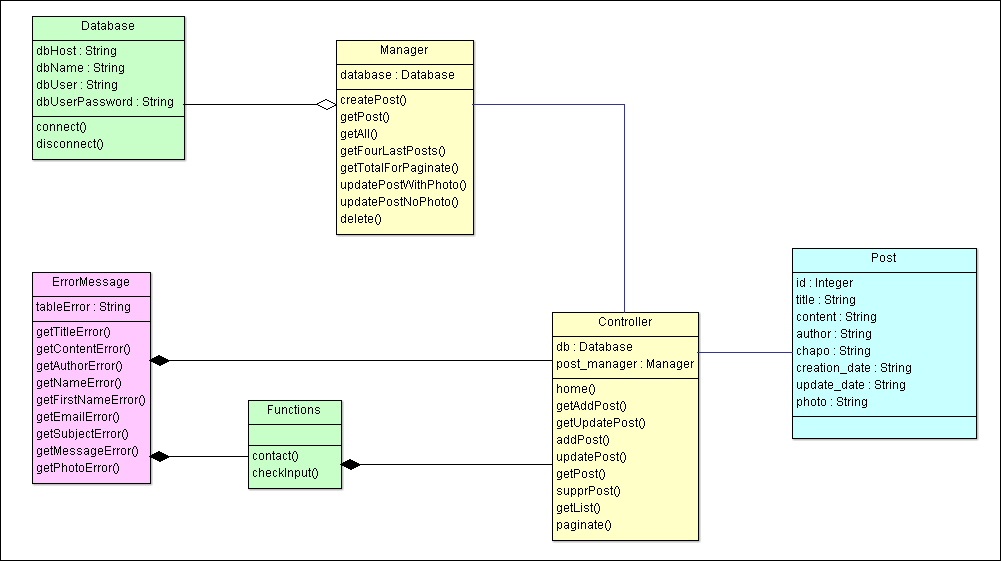 Database
dbHost : String
dbName : String
dbUser : String
dbUserPassword : String
connect()
disconnect()
Manager
database : Database
createPost()
getPost()
getAll()
getFourLastPosts()
getTotalForPaginate()
updatePostWithPhoto()
updatePostNoPhoto()
delete()
ErrorMessage
tableError : String
getTitleError()
getContentError()
getAuthorError()
getNameError()
getFirstNameError()
getEmailError()
getSubjectError()
getMessageError()
getPhotoError()
Functions
contact()
checkInput()
Controller
db : Database
post_manager : Manager
home()
getAddPost()
getUpdatePost()
addPost()
updatePost()
getPost()
supprPost()
getList()
paginate()
Post
id : Integer
title : String
content : String
author : String
chapo : String
creation_date : String
update_date : String
photo : String